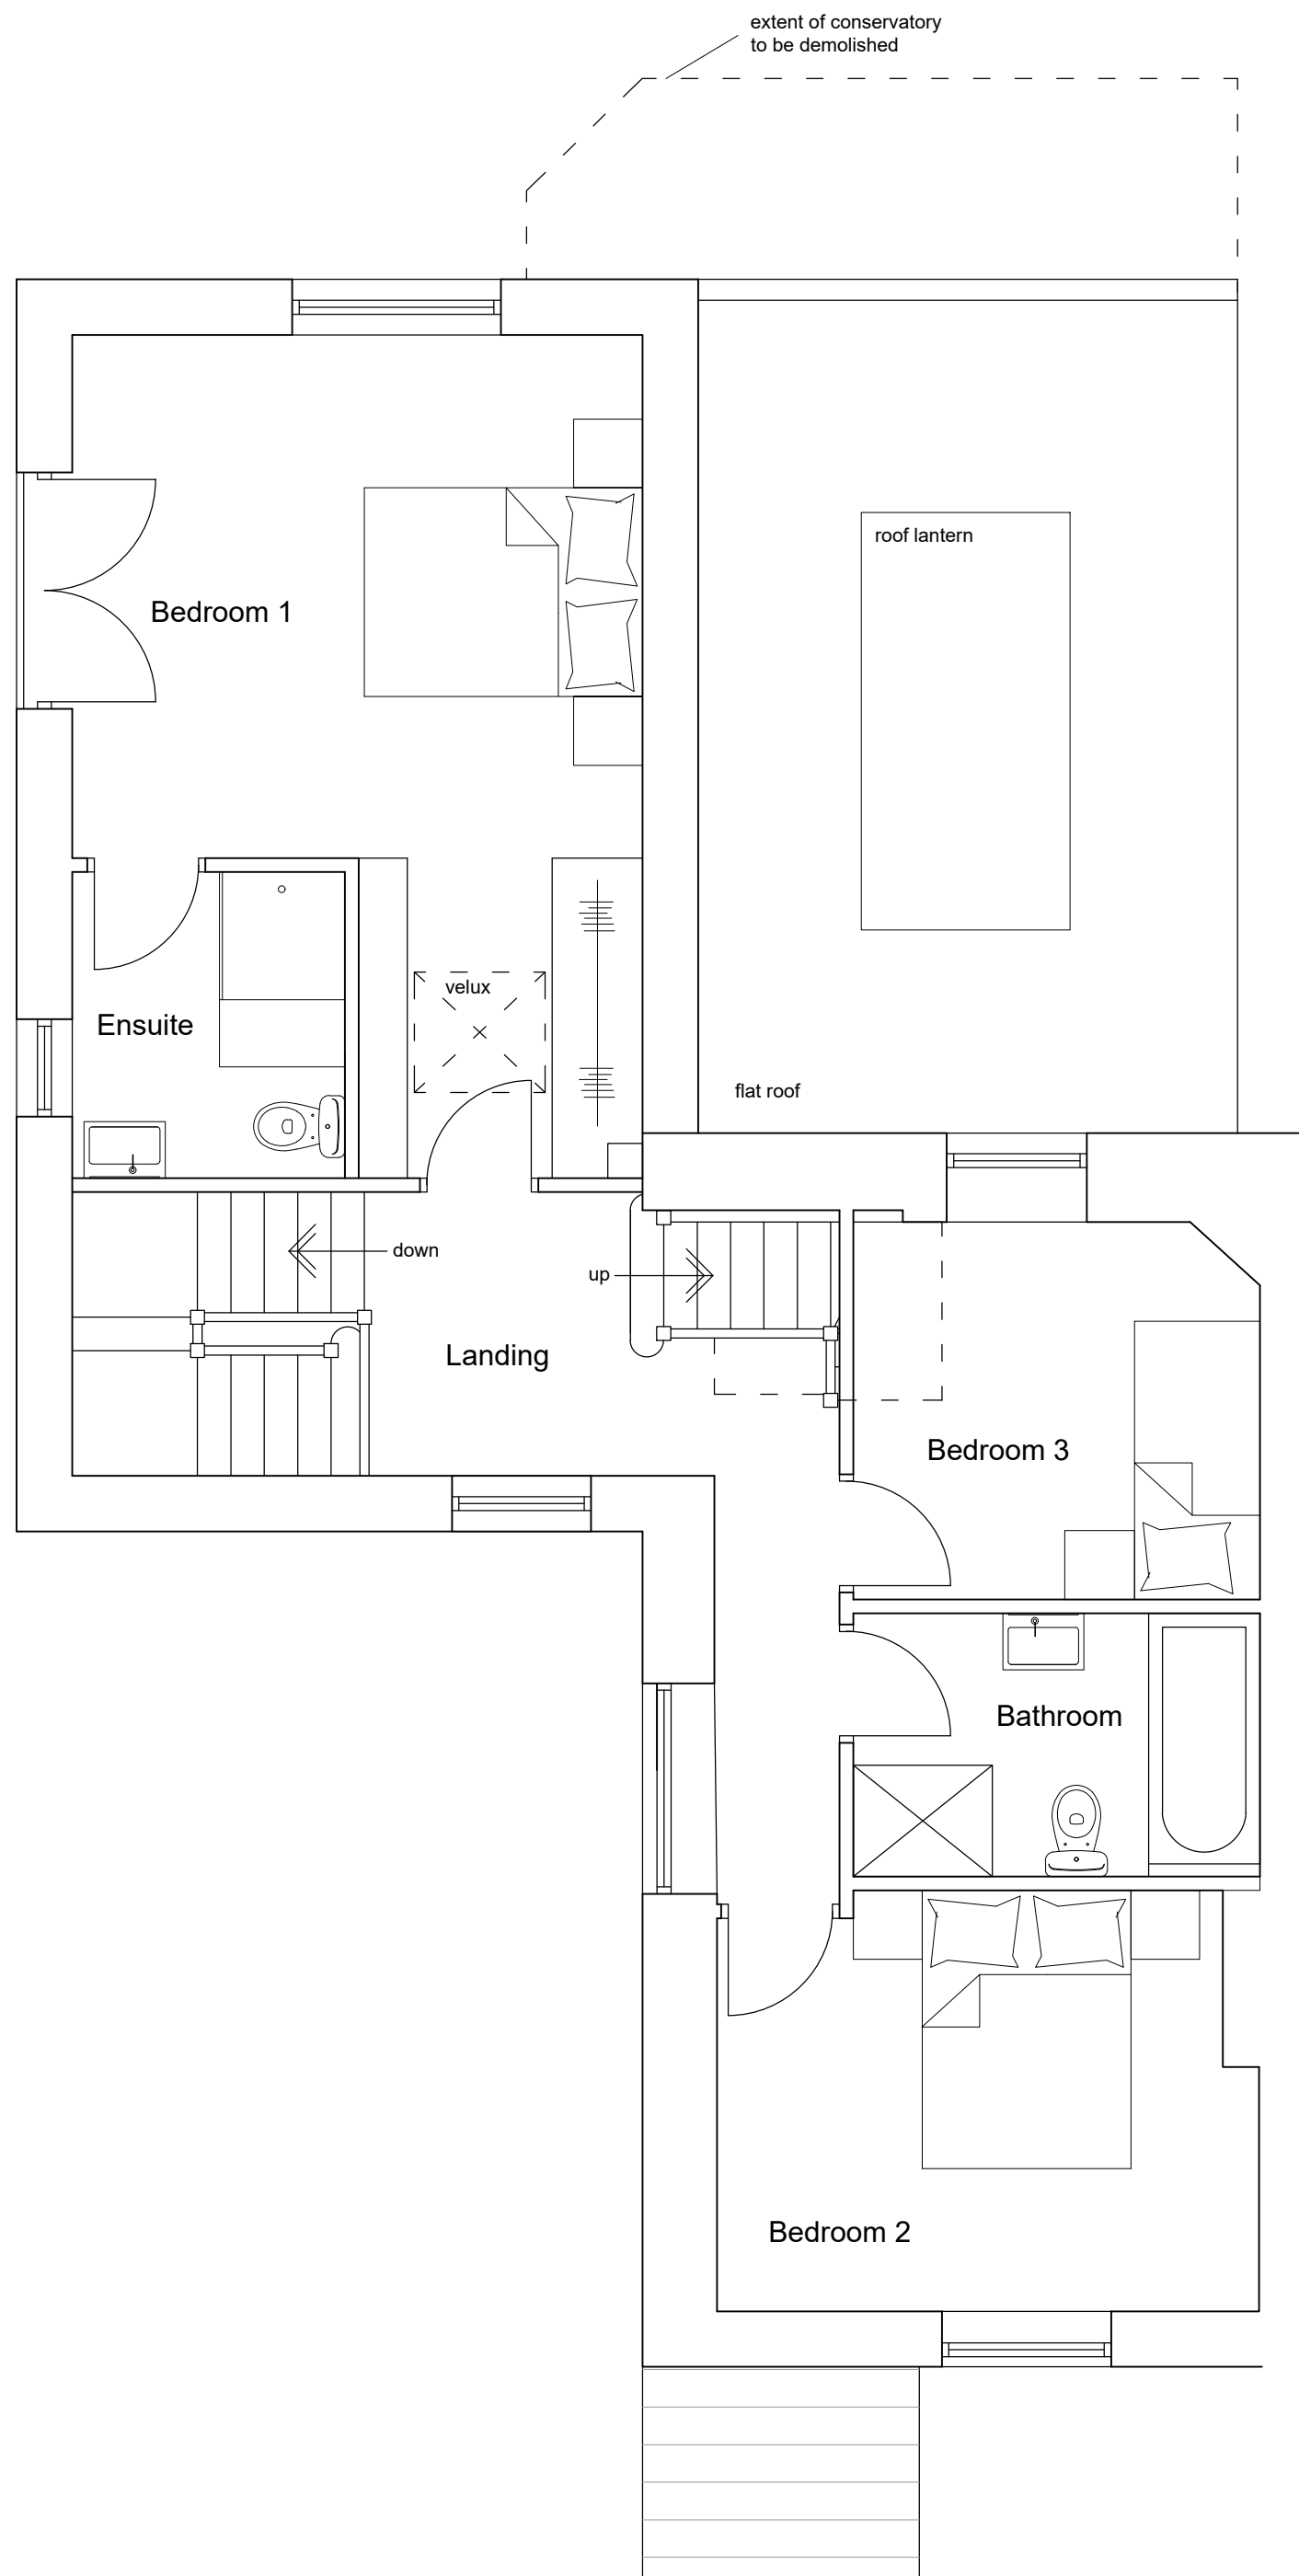 extent of conservatory
to be demolished
roof lantern
Bedroom 1
velux
Ensuite
flat roof
down
up
Landing
Bedroom 3
Bathroom
Bedroom 2